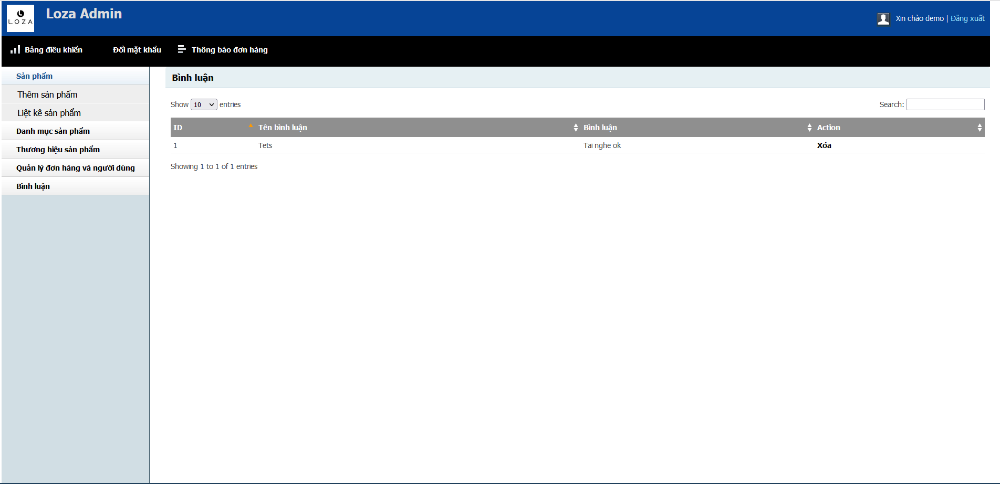 LOZA
Loza Admin
Xin chào demo | Đăng xuất
Bảng điều khiển
Đổi mặt khẩu
Thông báo đơn hàng
Sản phẩm
Thêm sản phẩm
Liệt kê sản phẩm
Danh mục sản phẩm
Thương hiệu sản phẩm
Quản lý đơn hàng và người dùng
Bình luận
Bình luận
Show 10 entries
Search:
ID Tên bình luận Bình luận Action
1 Tets Tai nghe ok Xóa
Showing 1 to 1 of 1 entries